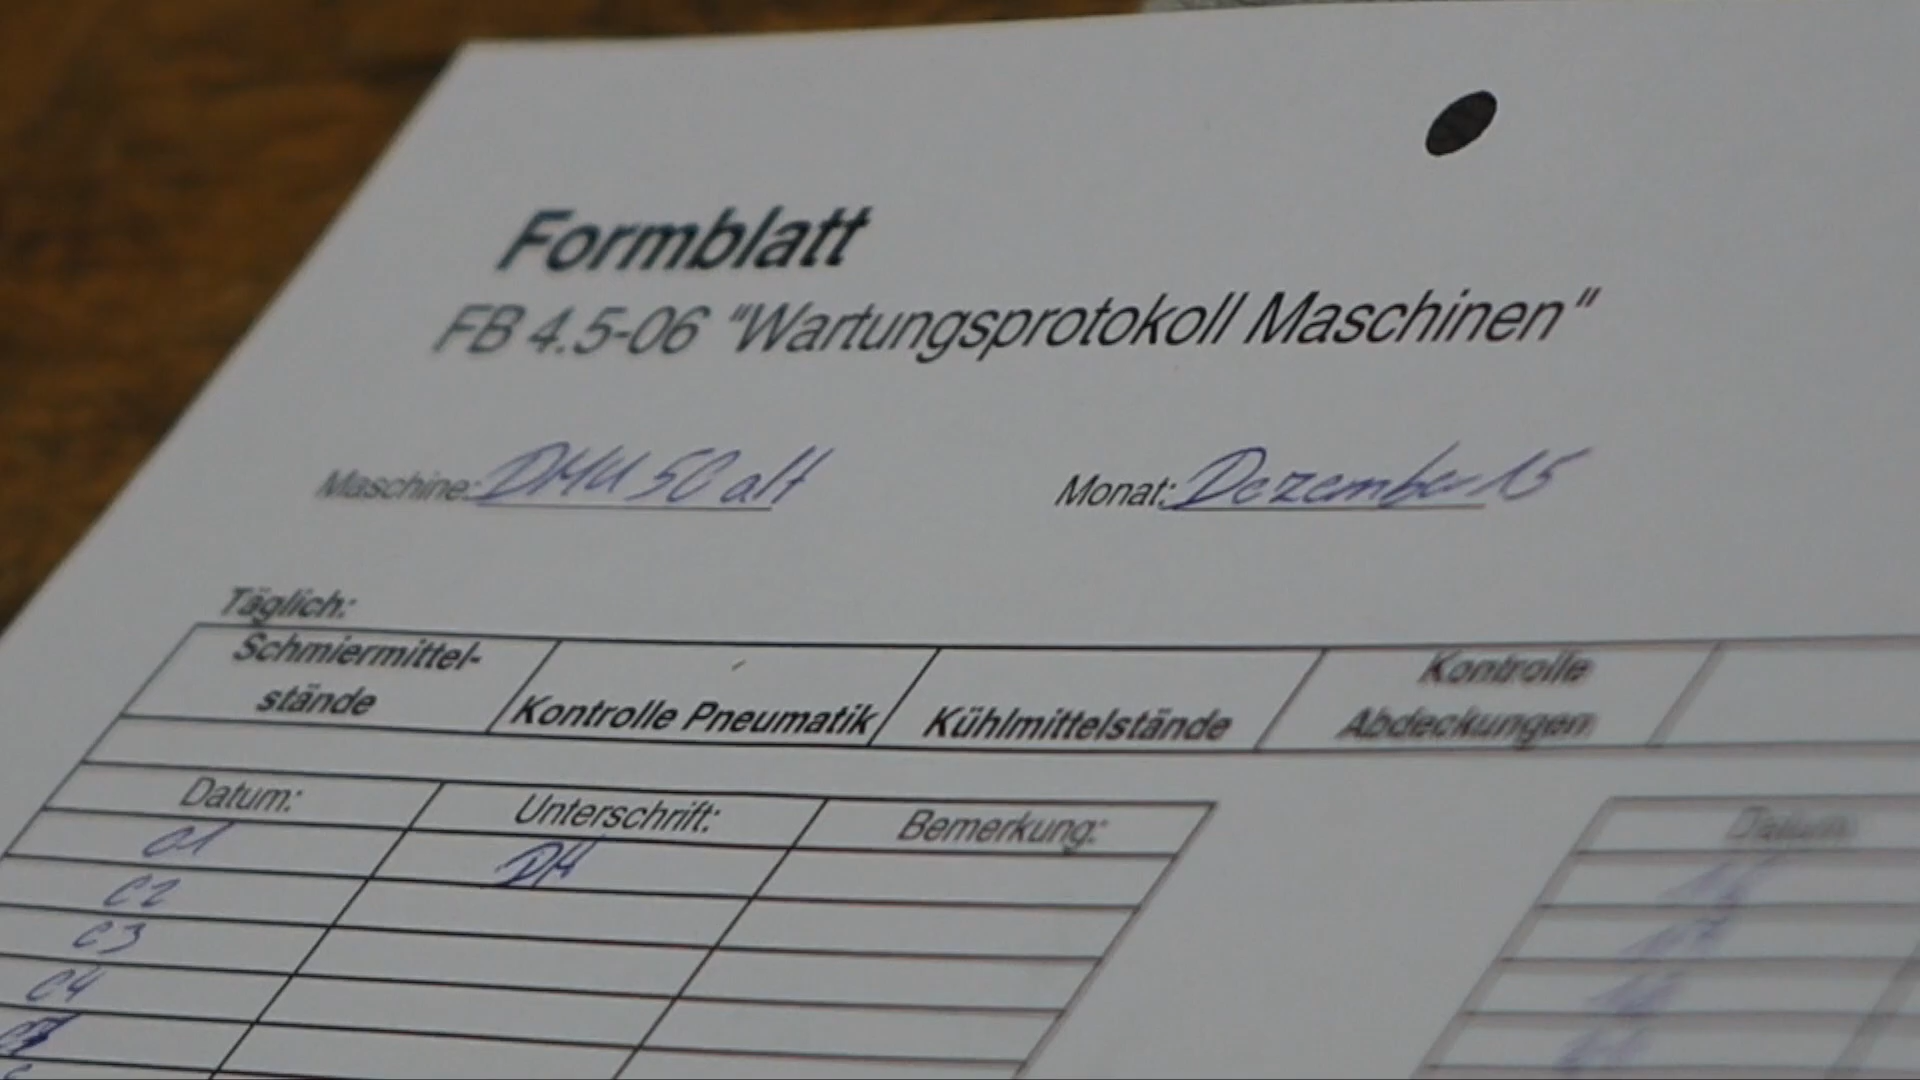 Formblatt
FB 4.5-06 "Wartungsprotokoll Maschinen"
Maschine: DMU 50 alt Monat: Dezember 15
Täglich:
Schmiermittel-
stände Kontrolle Pneumatik Kühlmittelstände Kontrolle
Abdeckungen
Datum: Unterschrift: Bemerkung: Datum:
01 DH
02
03
04